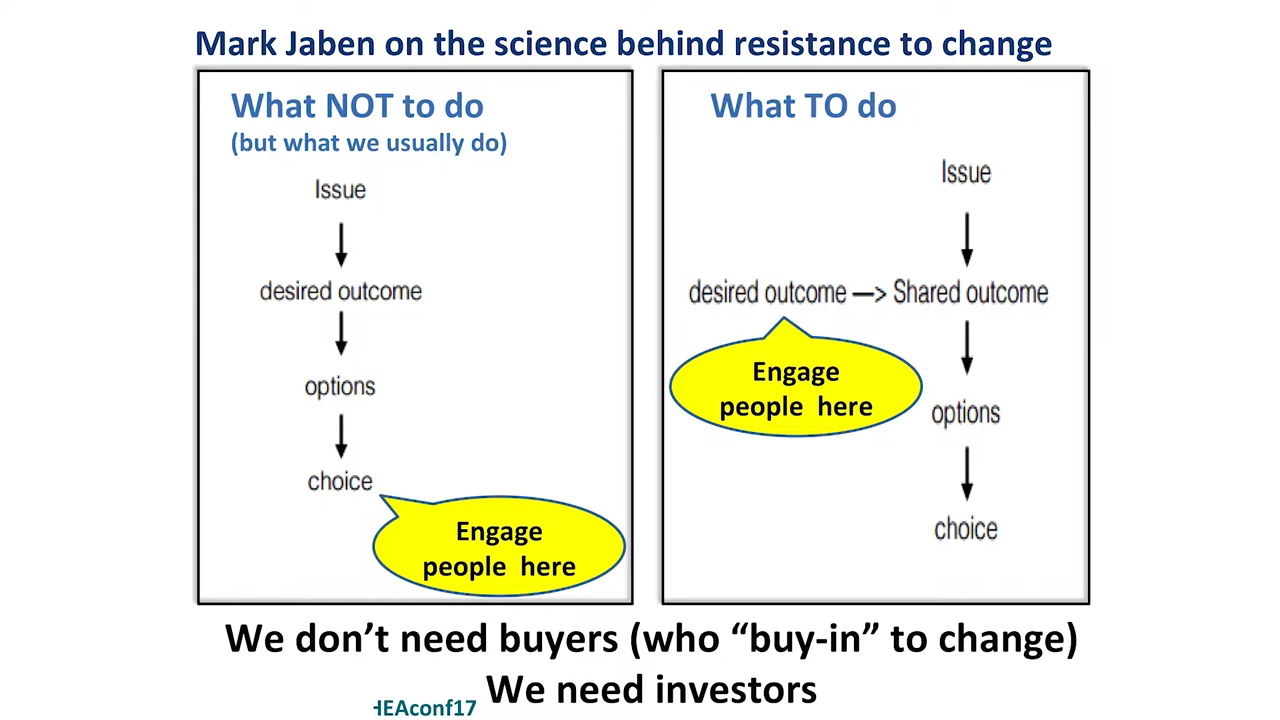 Mark Jaben on the science behind resistance to change
What NOT to do
(but what we usually do)
Issue
desired outcome
options
choice
Engage
people here
What TO do
Issue
desired outcome —> Shared outcome
Engage
people here
options
choice
We don’t need buyers (who “buy-in” to change)
We need investors
HEAconf17